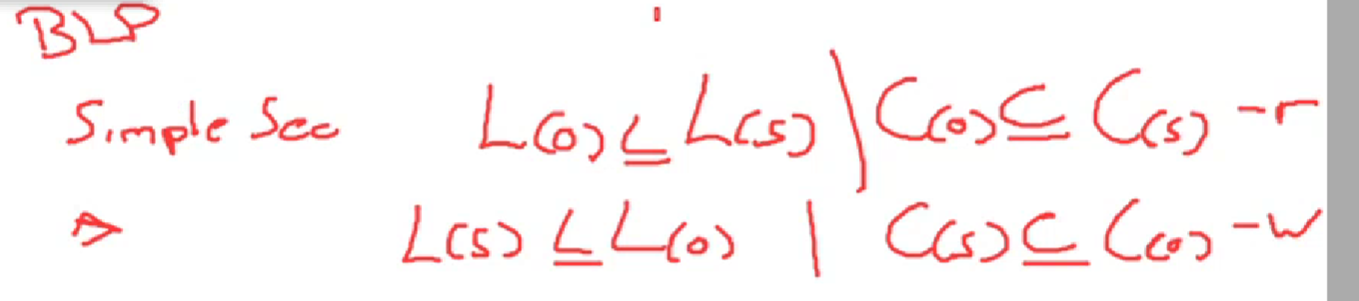 BLP
Simple Sec L(o) ≤ L(s) | C(o) ⊆ C(s) - r
L(s) ≤ L(o) | C(s) ⊆ C(o) - w